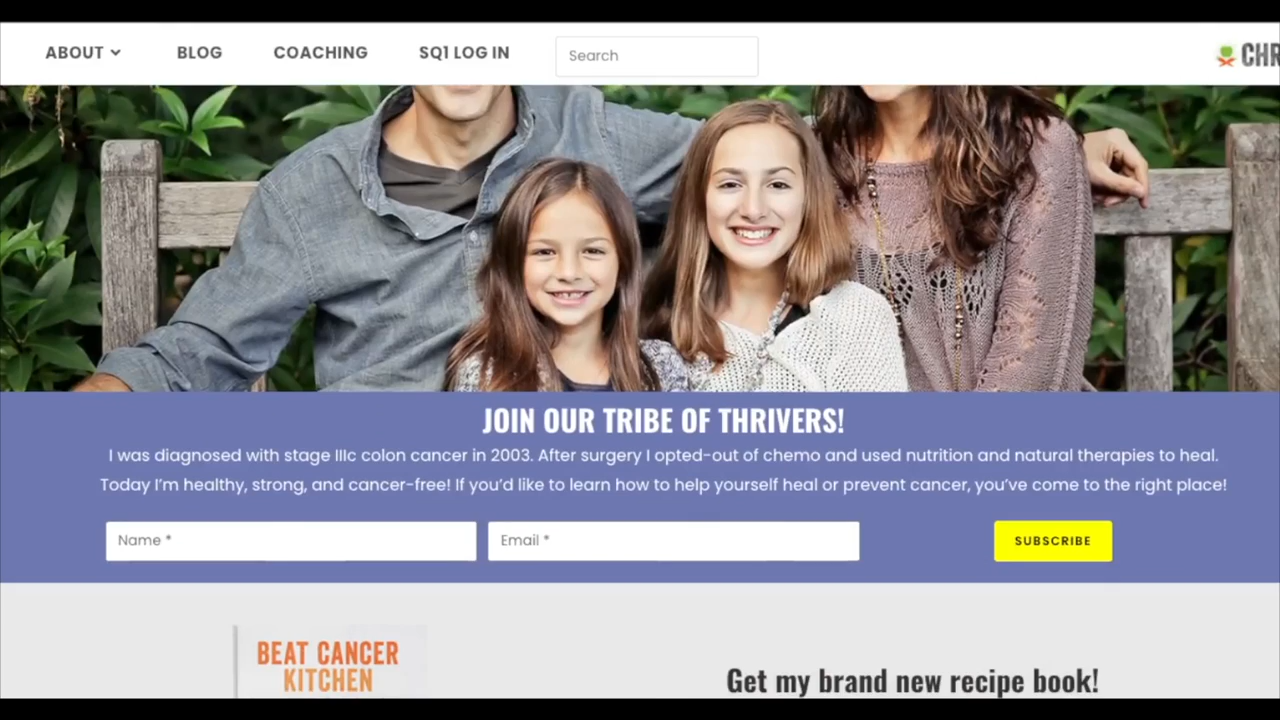 ABOUT
BLOG
COACHING
SQ1 LOG IN
Search
CHR
JOIN OUR TRIBE OF THRIVERS!
I was diagnosed with stage IIIc colon cancer in 2003. After surgery I opted-out of chemo and used nutrition and natural therapies to heal.
Today I’m healthy, strong, and cancer-free! If you’d like to learn how to help yourself heal or prevent cancer, you’ve come to the right place!
Name *
Email *
SUBSCRIBE
BEAT CANCER
KITCHEN
Get my brand new recipe book!